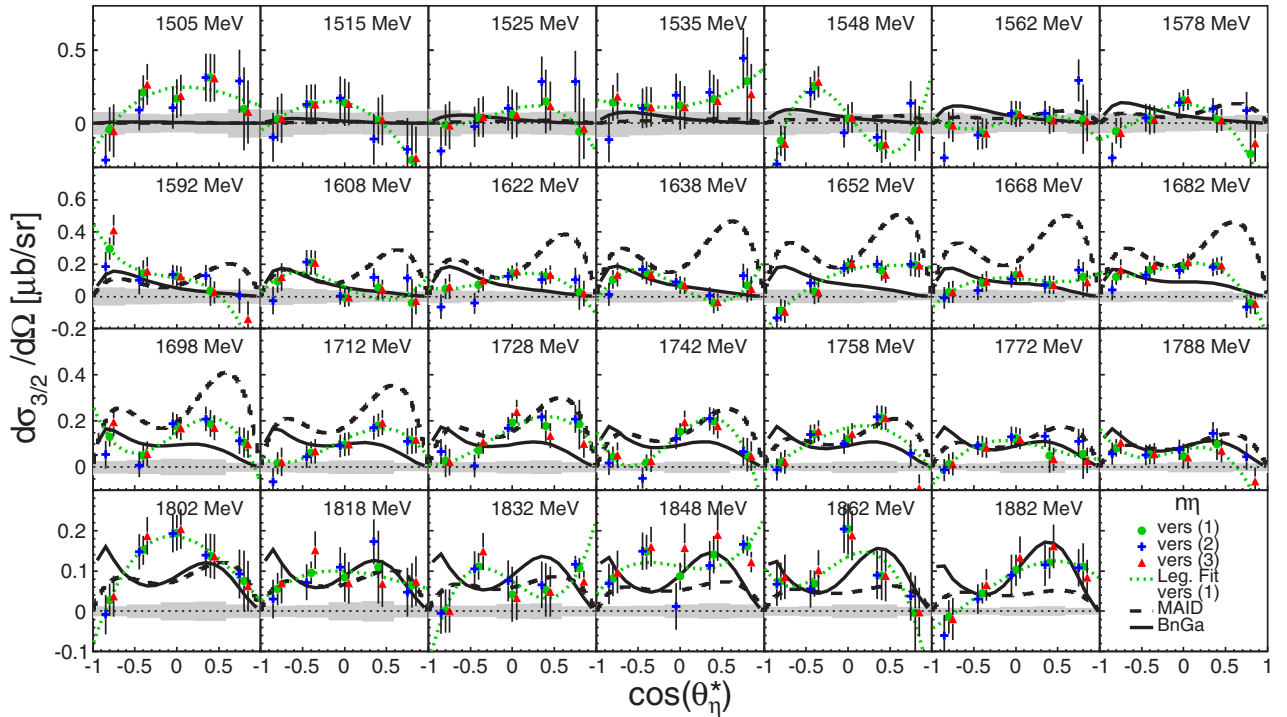 1505 MeV 1515 MeV 1525 MeV 1535 MeV 1548 MeV 1562 MeV 1578 MeV
0.5
0
1592 MeV 1608 MeV 1622 MeV 1638 MeV 1652 MeV 1668 MeV 1682 MeV
0.6
0.4
0.2
0
-0.2
dσ3/2/dΩ [μb/sr]
1698 MeV 1712 MeV 1728 MeV 1742 MeV 1758 MeV 1772 MeV 1788 MeV
0.4
0.2
0
1802 MeV 1818 MeV 1832 MeV 1848 MeV 1862 MeV 1882 MeV
0.2
0.1
0
-0.1
nη
vers (1)
vers (2)
vers (3)
Leg. Fit
vers (1)
MAID
BnGa
-1 -0.5 0 0.5 -1 -0.5 0 0.5 -1 -0.5 0 0.5 -1 -0.5 0 0.5 -1 -0.5 0 0.5 -1 -0.5 0 0.5 -1 -0.5 0 0.5 1
cos(θ*η)